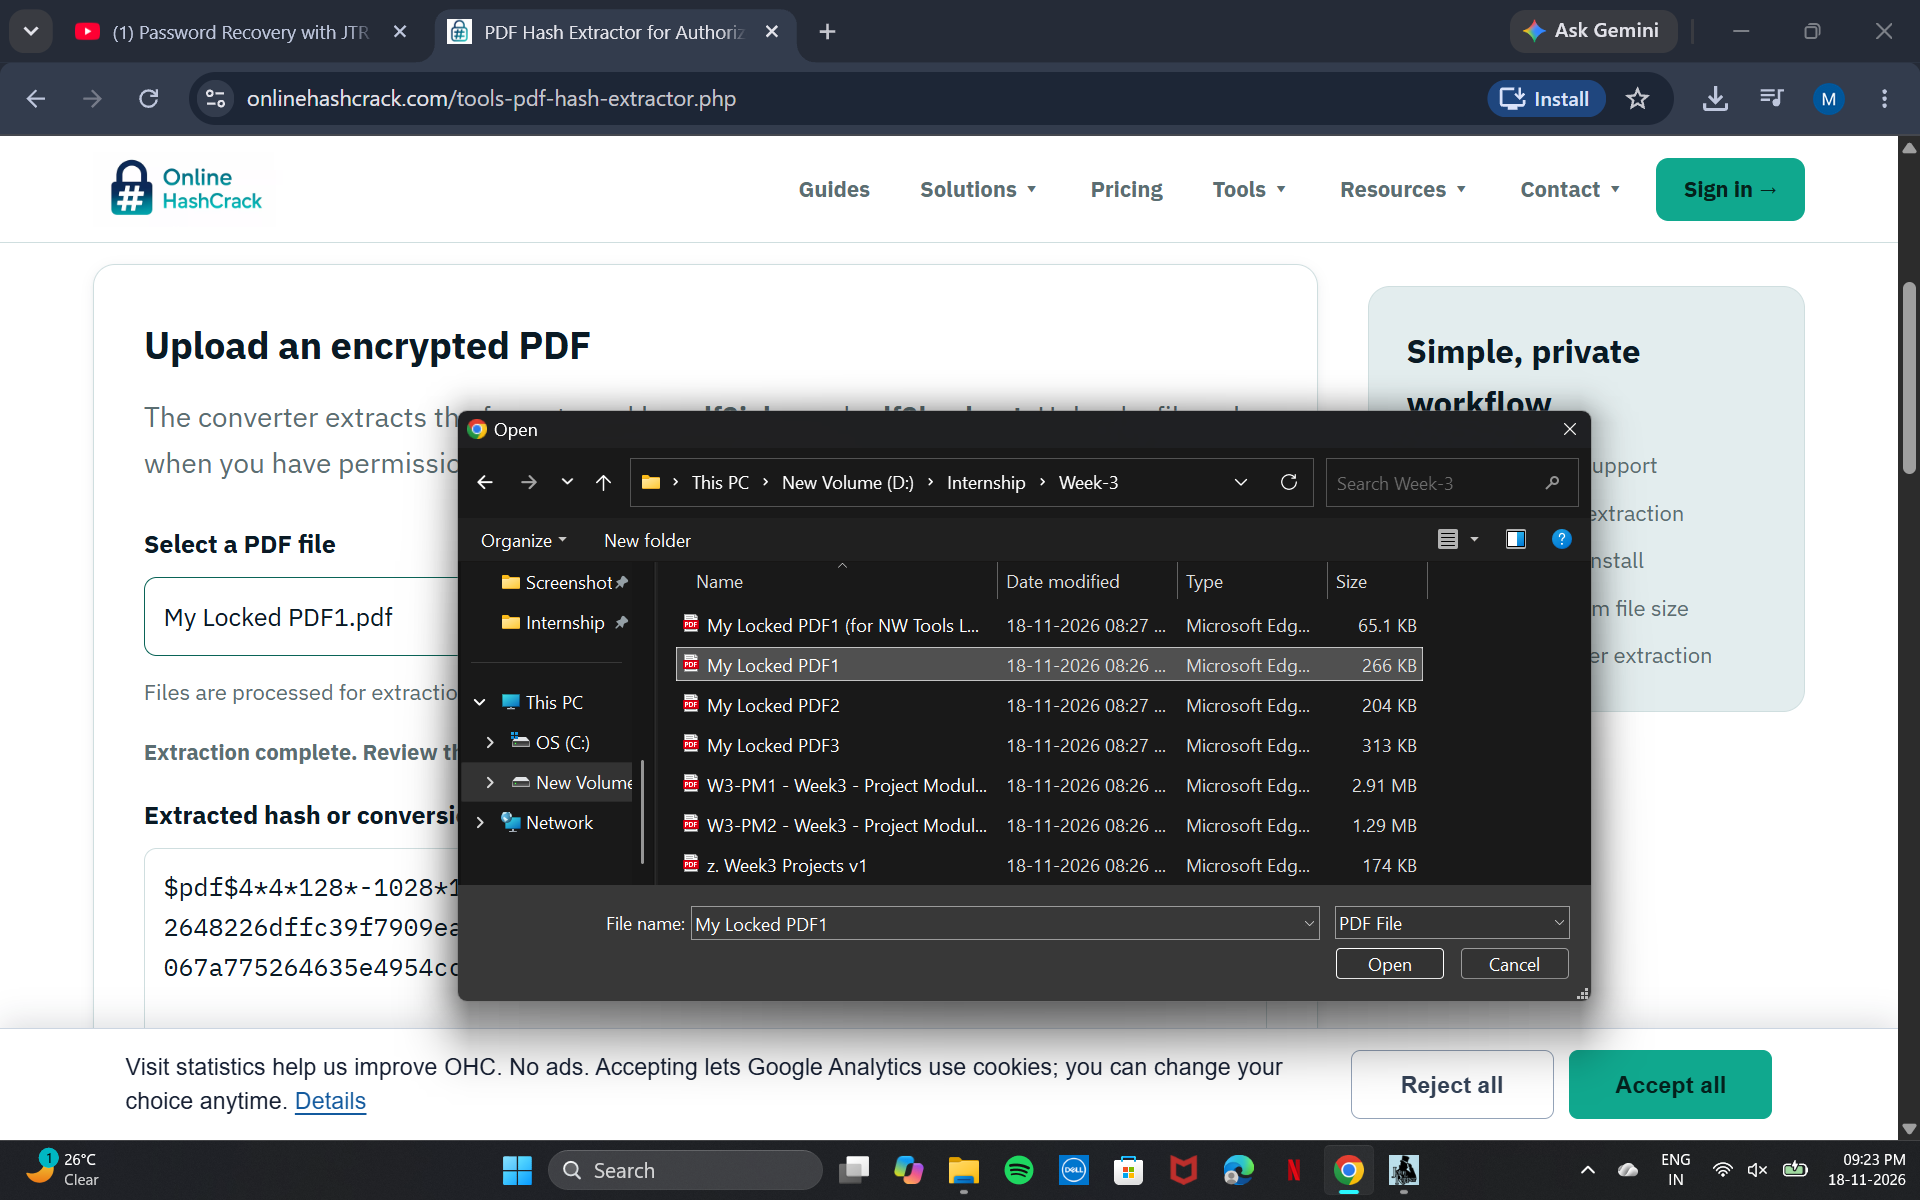 (1) Password Recovery with JTR
PDF Hash Extractor for Authoriz
Ask Gemini
onlinehashcrack.com/tools-pdf-hash-extractor.php
Install
M
Online
HashCrack
Guides
Solutions
Pricing
Tools
Resources
Contact
Sign in →
Upload an encrypted PDF
The converter extracts th
when you have permissio
Select a PDF file
My Locked PDF1.pdf
Files are processed for extractio
Extraction complete. Review th
Extracted hash or conversi
$pdf$4*4*128*-1028*1
2648226dffc39f7909ea
067a775264635e4954cc
Simple, private
workflow
upport
extraction
nstall
m file size
er extraction
Open
This PC > New Volume (D:) > Internship > Week-3
Search Week-3
Organize
New folder
Screenshot
Internship
This PC
OS (C:)
New Volume
Network
Name Date modified Type Size
My Locked PDF1 (for NW Tools L... 18-11-2026 08:27 ... Microsoft Edg... 65.1 KB
My Locked PDF1 18-11-2026 08:26 ... Microsoft Edg... 266 KB
My Locked PDF2 18-11-2026 08:27 ... Microsoft Edg... 204 KB
My Locked PDF3 18-11-2026 08:27 ... Microsoft Edg... 313 KB
W3-PM1 - Week3 - Project Modul... 18-11-2026 08:26 ... Microsoft Edg... 2.91 MB
W3-PM2 - Week3 - Project Modul... 18-11-2026 08:26 ... Microsoft Edg... 1.29 MB
z. Week3 Projects v1 18-11-2026 08:26 ... Microsoft Edg... 174 KB
File name: My Locked PDF1
PDF File
Open
Cancel
Visit statistics help us improve OHC. No ads. Accepting lets Google Analytics use cookies; you can change your
choice anytime. Details
Reject all
Accept all
1
26°C
Clear
Search
DELL
ENG
IN
09:23 PM
18-11-2026